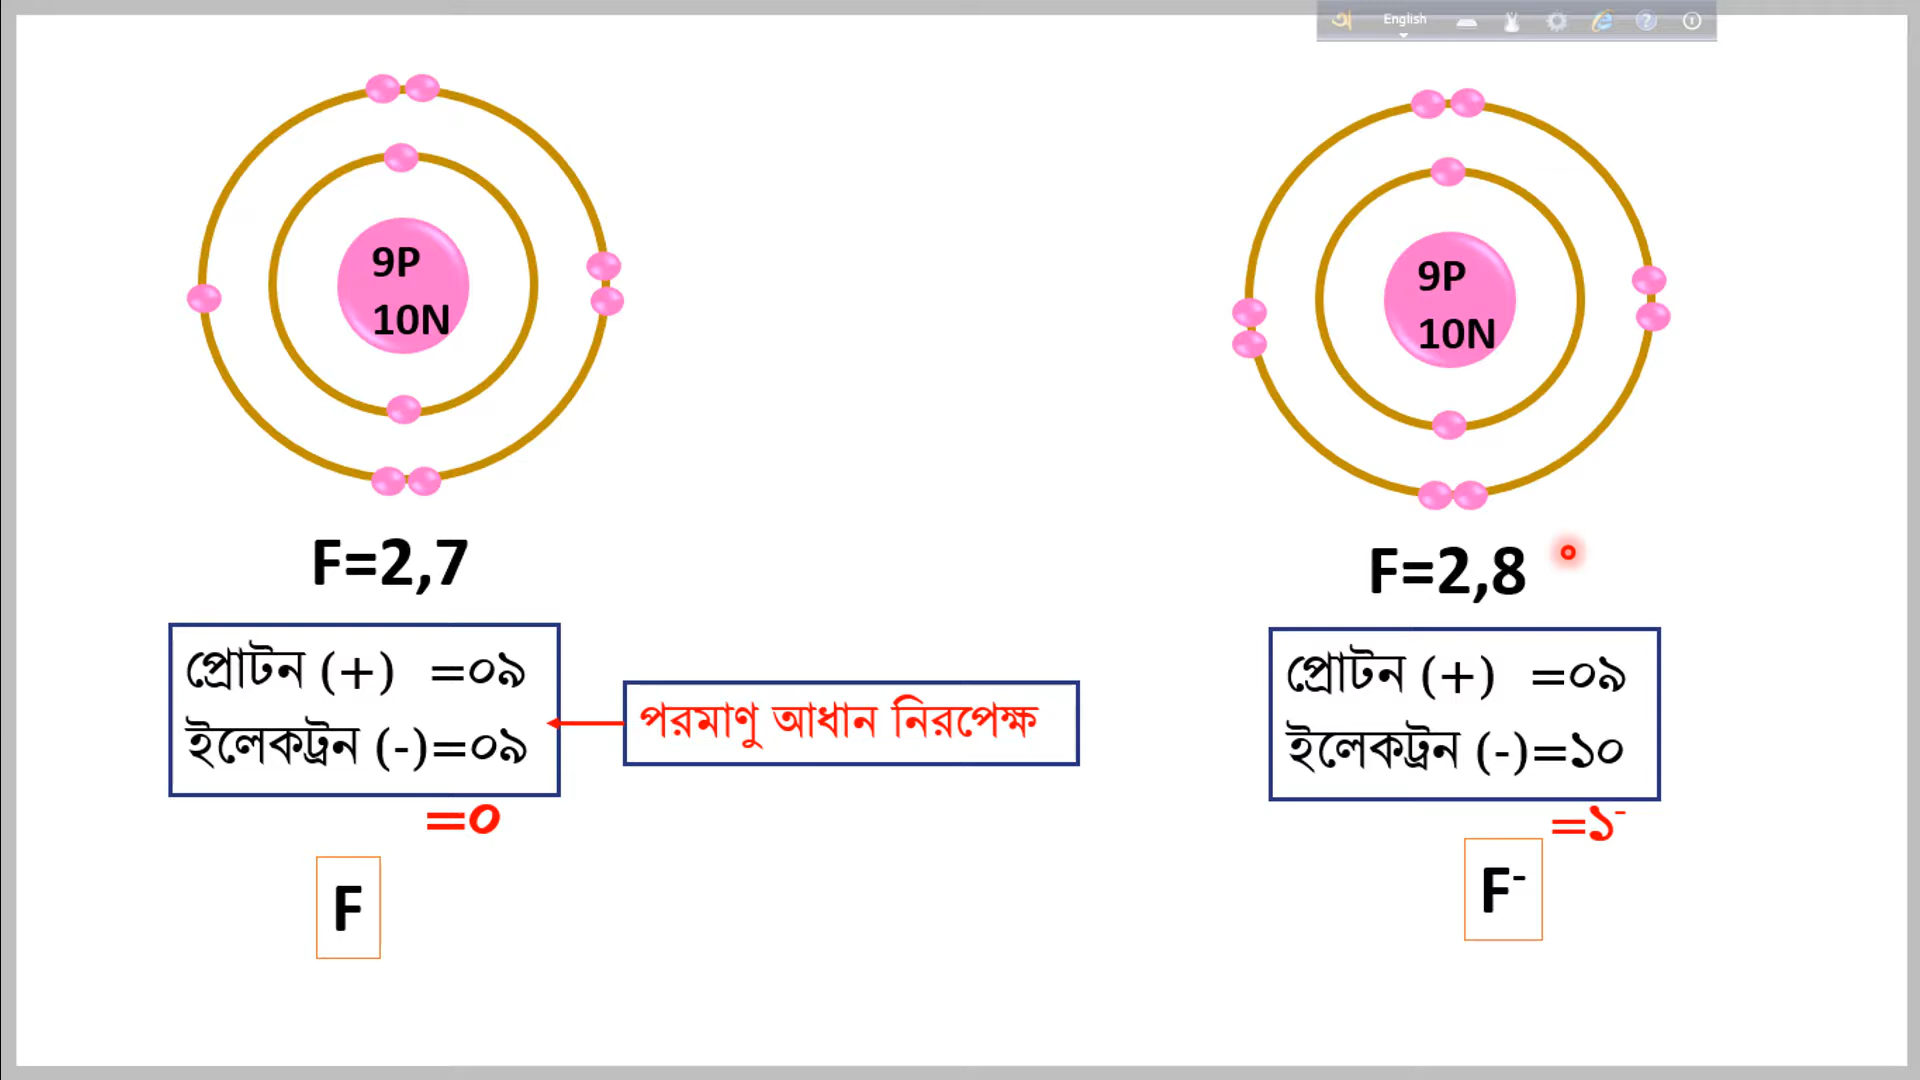 English
9P
10N
9P
10N
F=2,7
F=2,8
প্রোটন (+) =০৯
ইলেকট্রন (-)=০৯
=০
পরমাণু আধান নিরপেক্ষ
প্রোটন (+) =০৯
ইলেকট্রন (-)=১০
=১⁻
F
F⁻